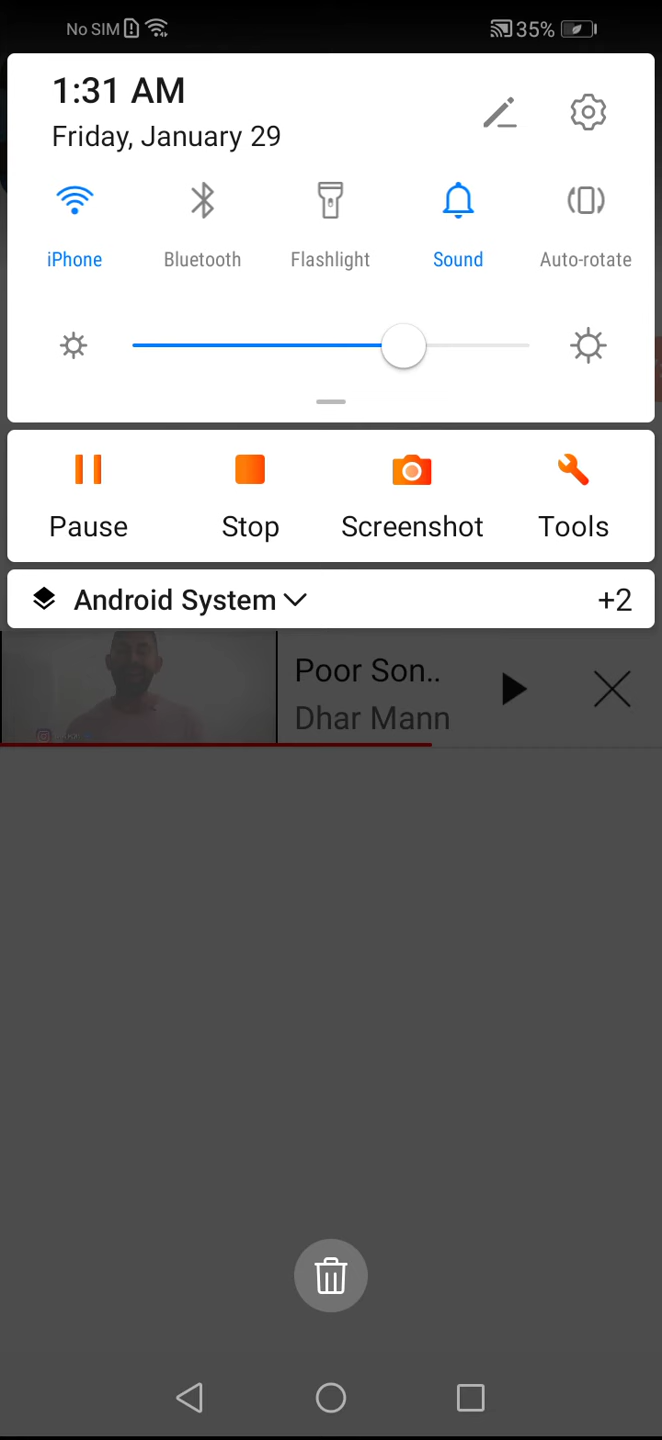 No SIM 35%
1:31 AM
Friday, January 29
iPhone Bluetooth Flashlight Sound Auto-rotate
Pause Stop Screenshot Tools
Android System +2
Poor Son..
Dhar Mann